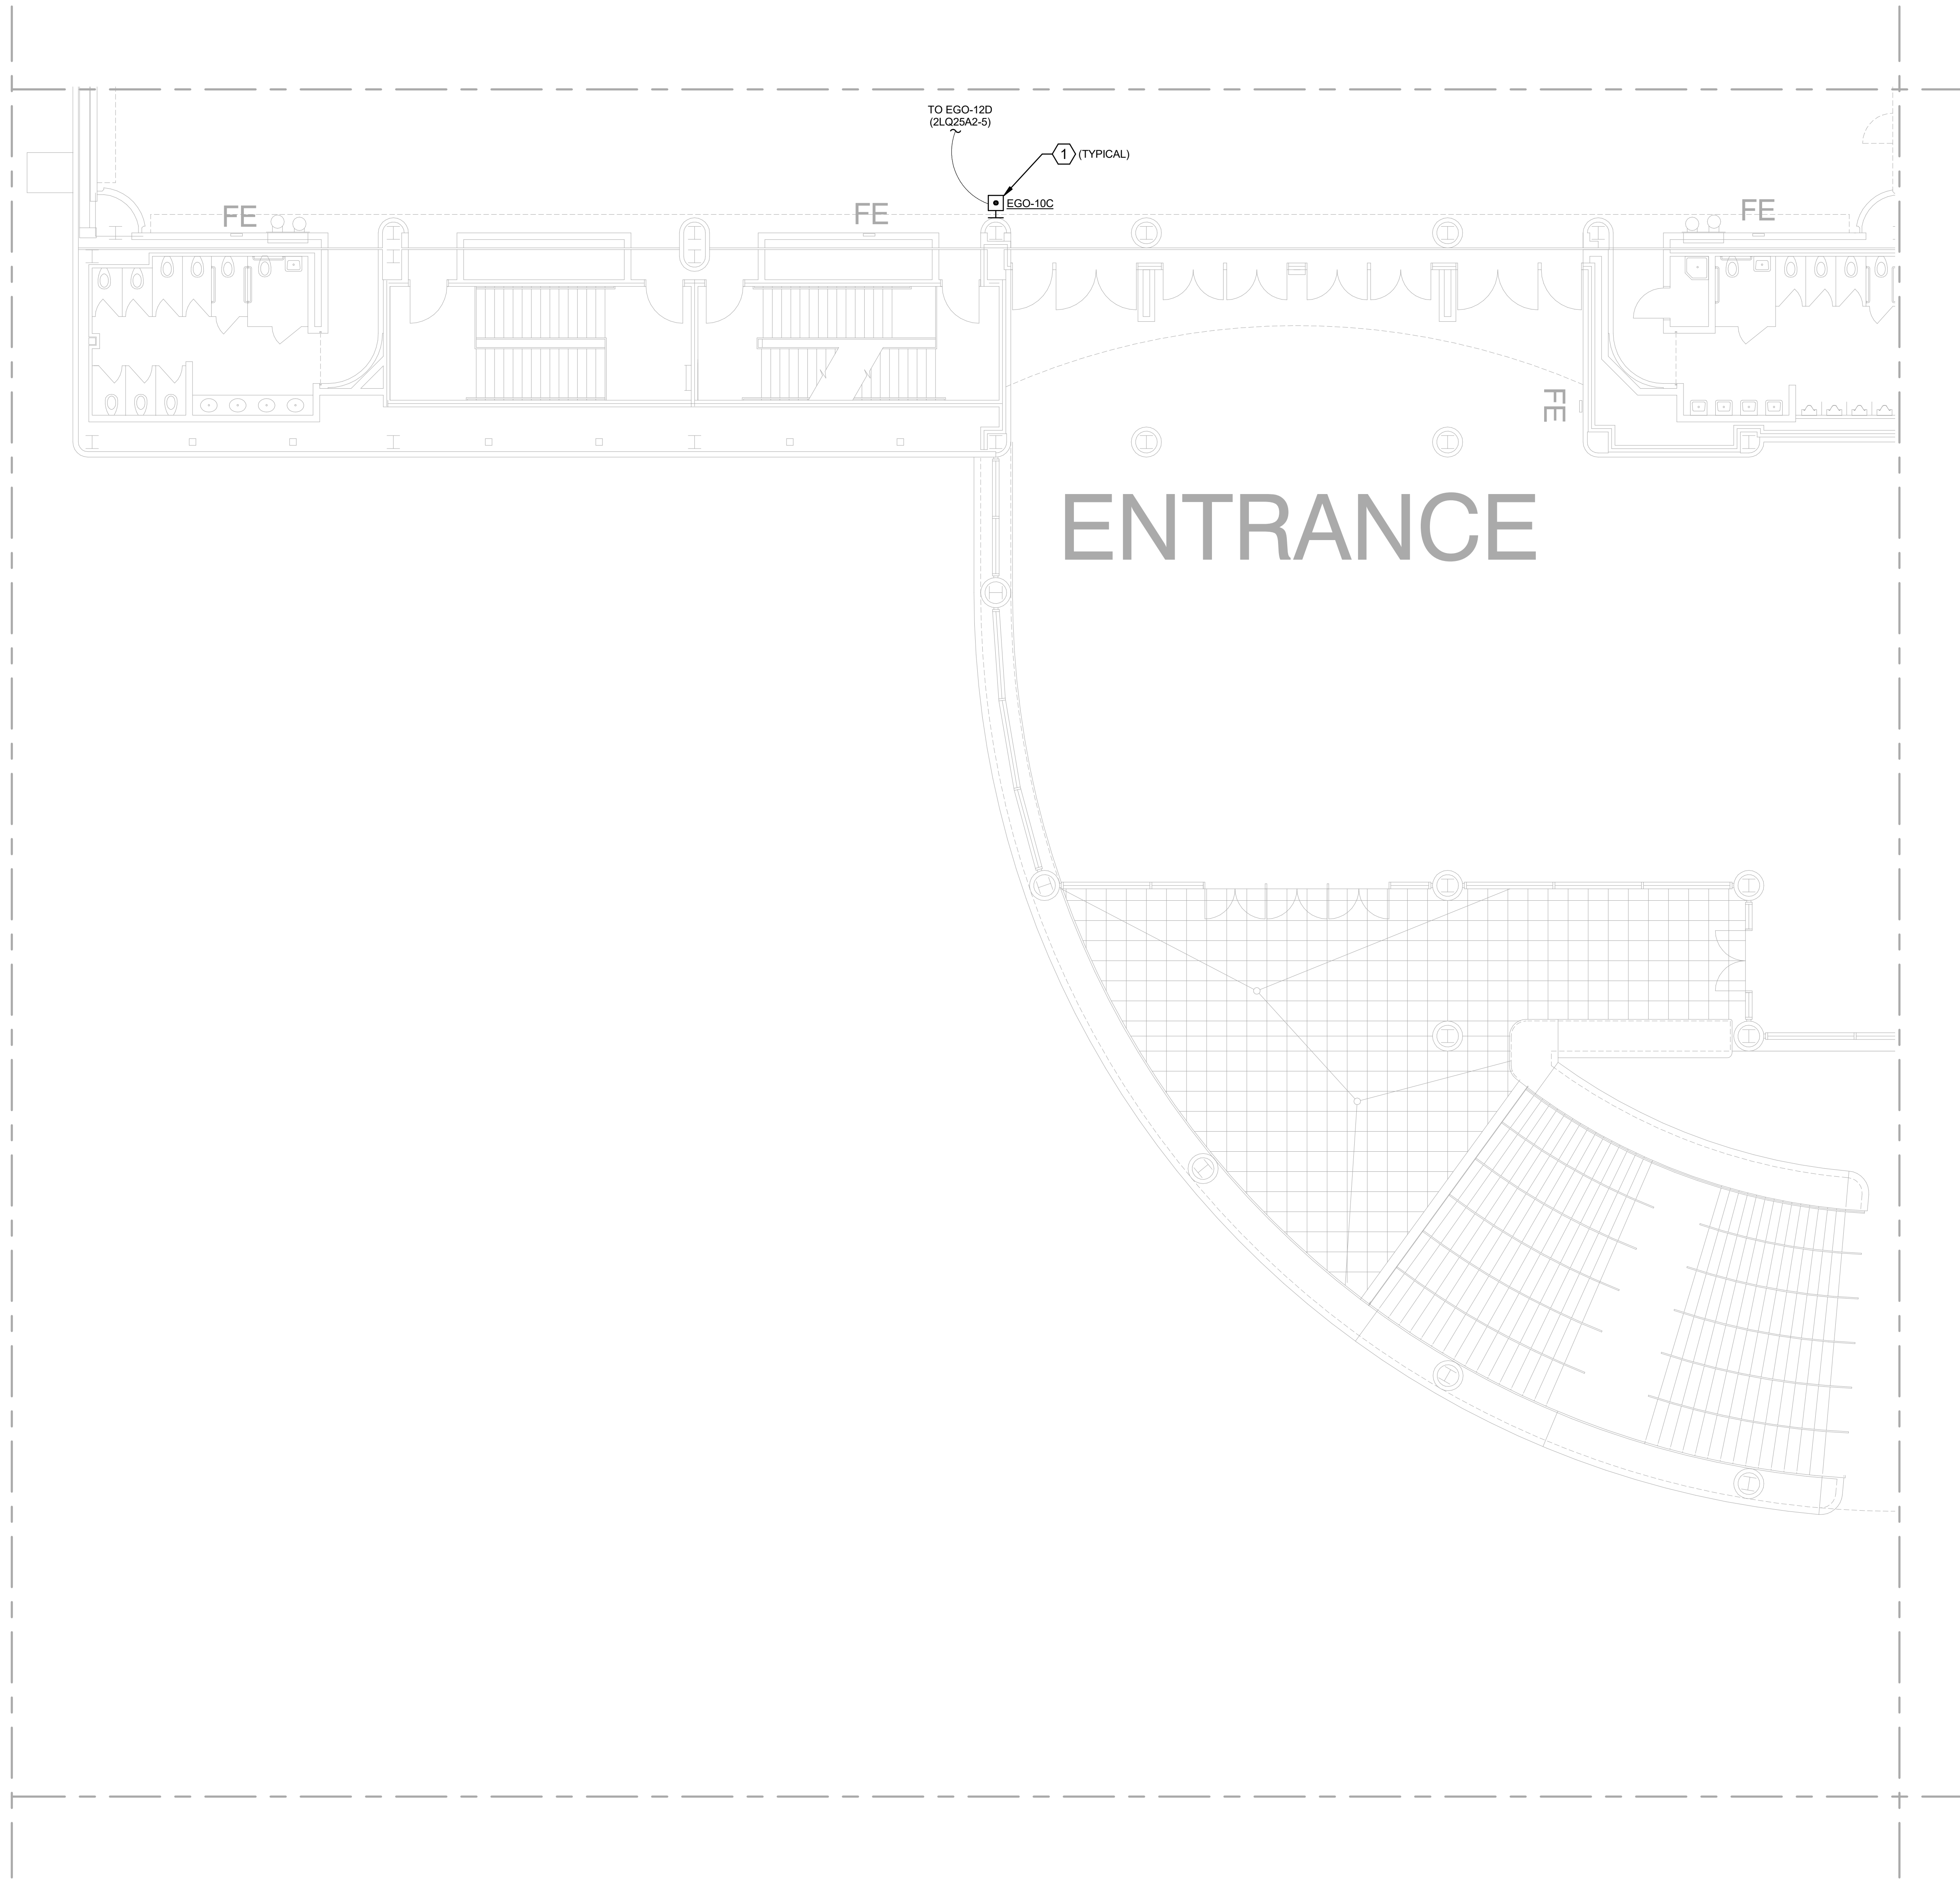 TO EGO-12D
(2LQ25A2-5)
1 (TYPICAL)
EGO-10C
FE
FE
FE
FE
ENTRANCE